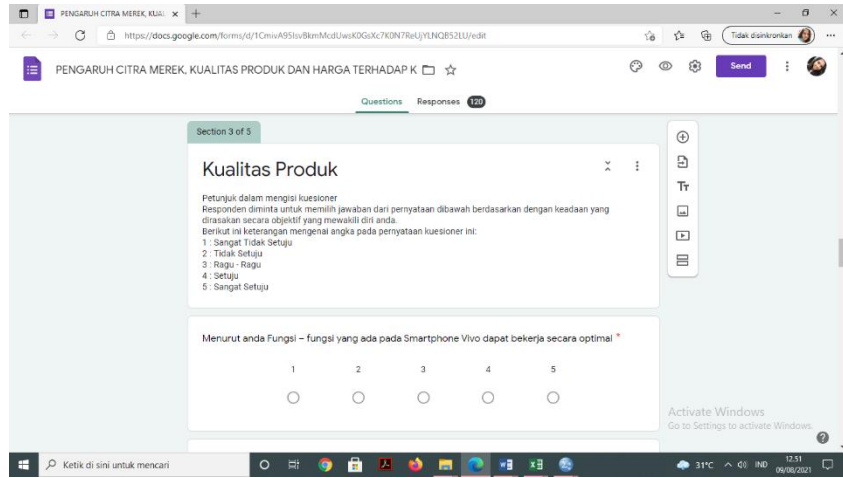 PENGARUH CITRA MEREK, KUAL
https://docs.google.com/forms/d/1CmivA95IsvBkmMcdUwsK0GsXc7K0N7ReUjYLNQB52LU/edit
Tidak disinkronkan
PENGARUH CITRA MEREK, KUALITAS PRODUK DAN HARGA TERHADAP K
Send
Questions Responses 120
Section 3 of 5
Kualitas Produk
Petunjuk dalam mengisi kuesioner
Responden diminta untuk memilih jawaban dari pernyataan dibawah berdasarkan dengan keadaan yang
dirasakan secara objektif yang mewakili diri anda.
Berikut ini keterangan mengenai angka pada pernyataan kuesioner ini:
1 : Sangat Tidak Setuju
2 : Tidak Setuju
3 : Ragu - Ragu
4 : Setuju
5 : Sangat Setuju
Menurut anda Fungsi – fungsi yang ada pada Smartphone Vivo dapat bekerja secara optimal *
1 2 3 4 5
Activate Windows
Go to Settings to activate Windows.
Ketik di sini untuk mencari
31°C IND
12.51
09/08/2021